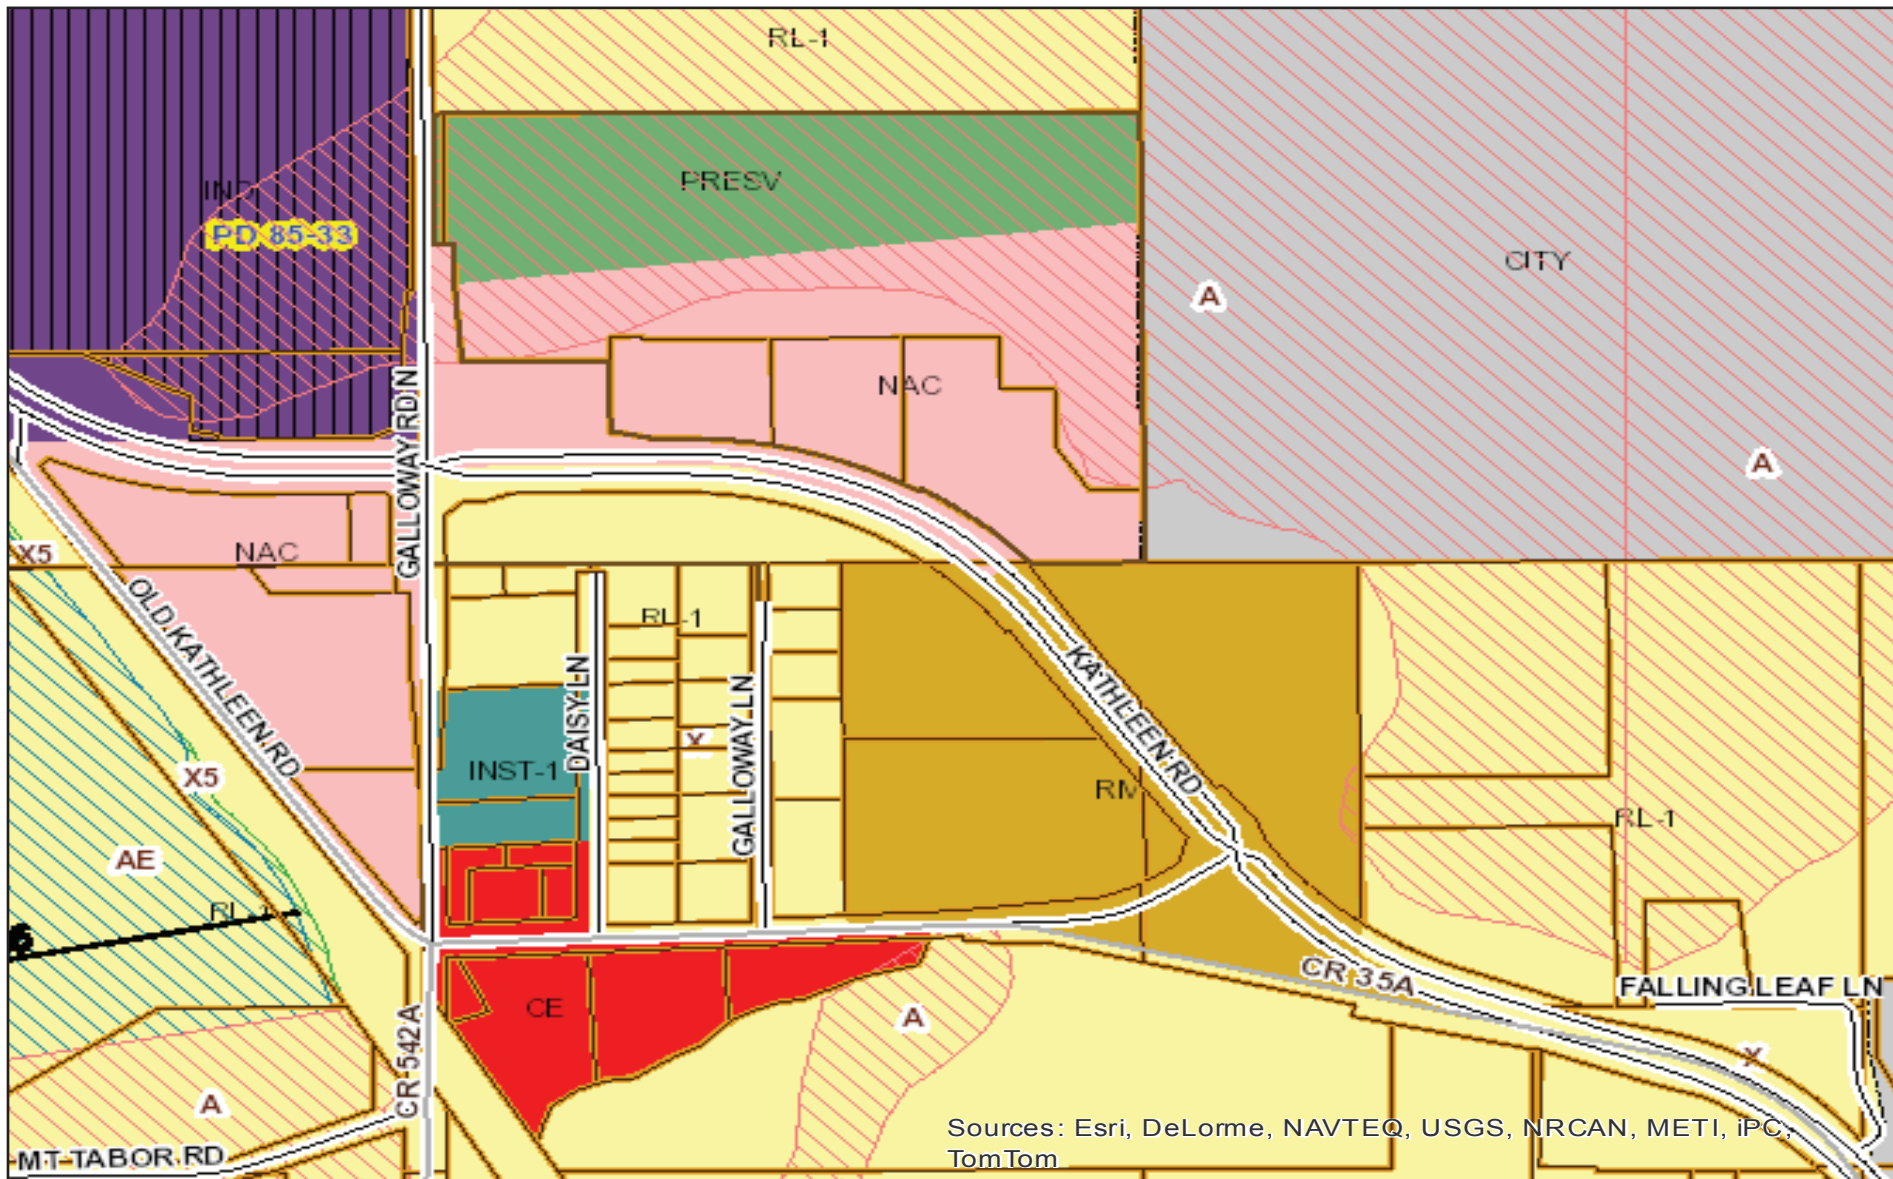 RL-1
PRESV
IND
PD 85-33
CITY
A
GALLOWAY RD N
NAC
A
X5
NAC
OLD KATHLEEN RD
RL-1
DAISY LN
GALLOWAY LN
X
KATHLEEN RD
INST-1
X5
RM
RL-1
AE
RL-1
CR 35A
FALLING LEAF LN
CE
A
CR 542A
X
A
MT TABOR RD
Sources: Esri, DeLorme, NAVTEQ, USGS, NRCAN, METI, iPC,
TomTom